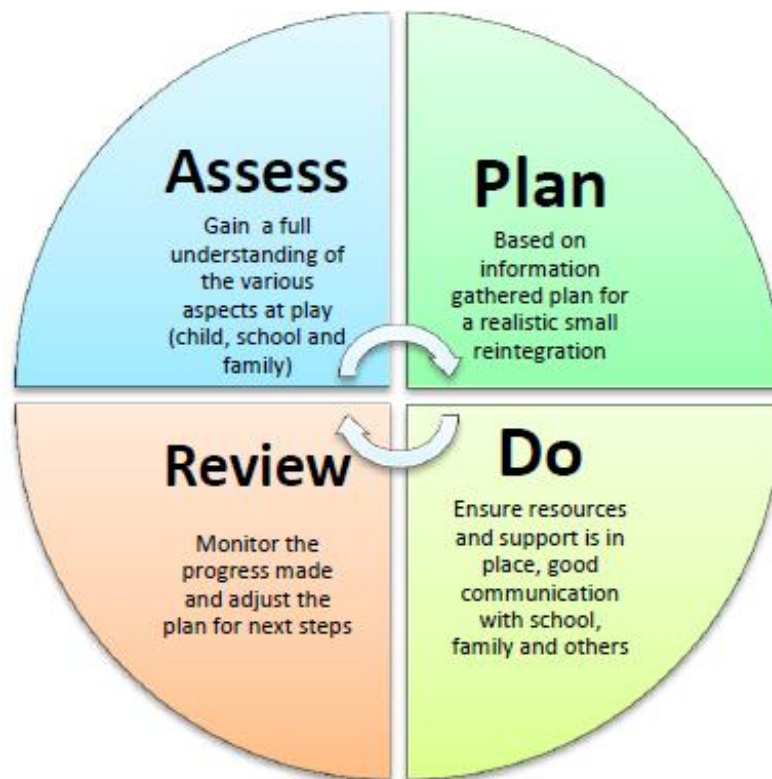 Assess
Gain a full
understanding of
the various
aspects at play
(child, school and
family)
Plan
Based on
information
gathered plan for
a realistic small
reintegration
Review
Monitor the
progress made
and adjust the
plan for next steps
Do
Ensure resources
and support is in
place, good
communication
with school,
family and others